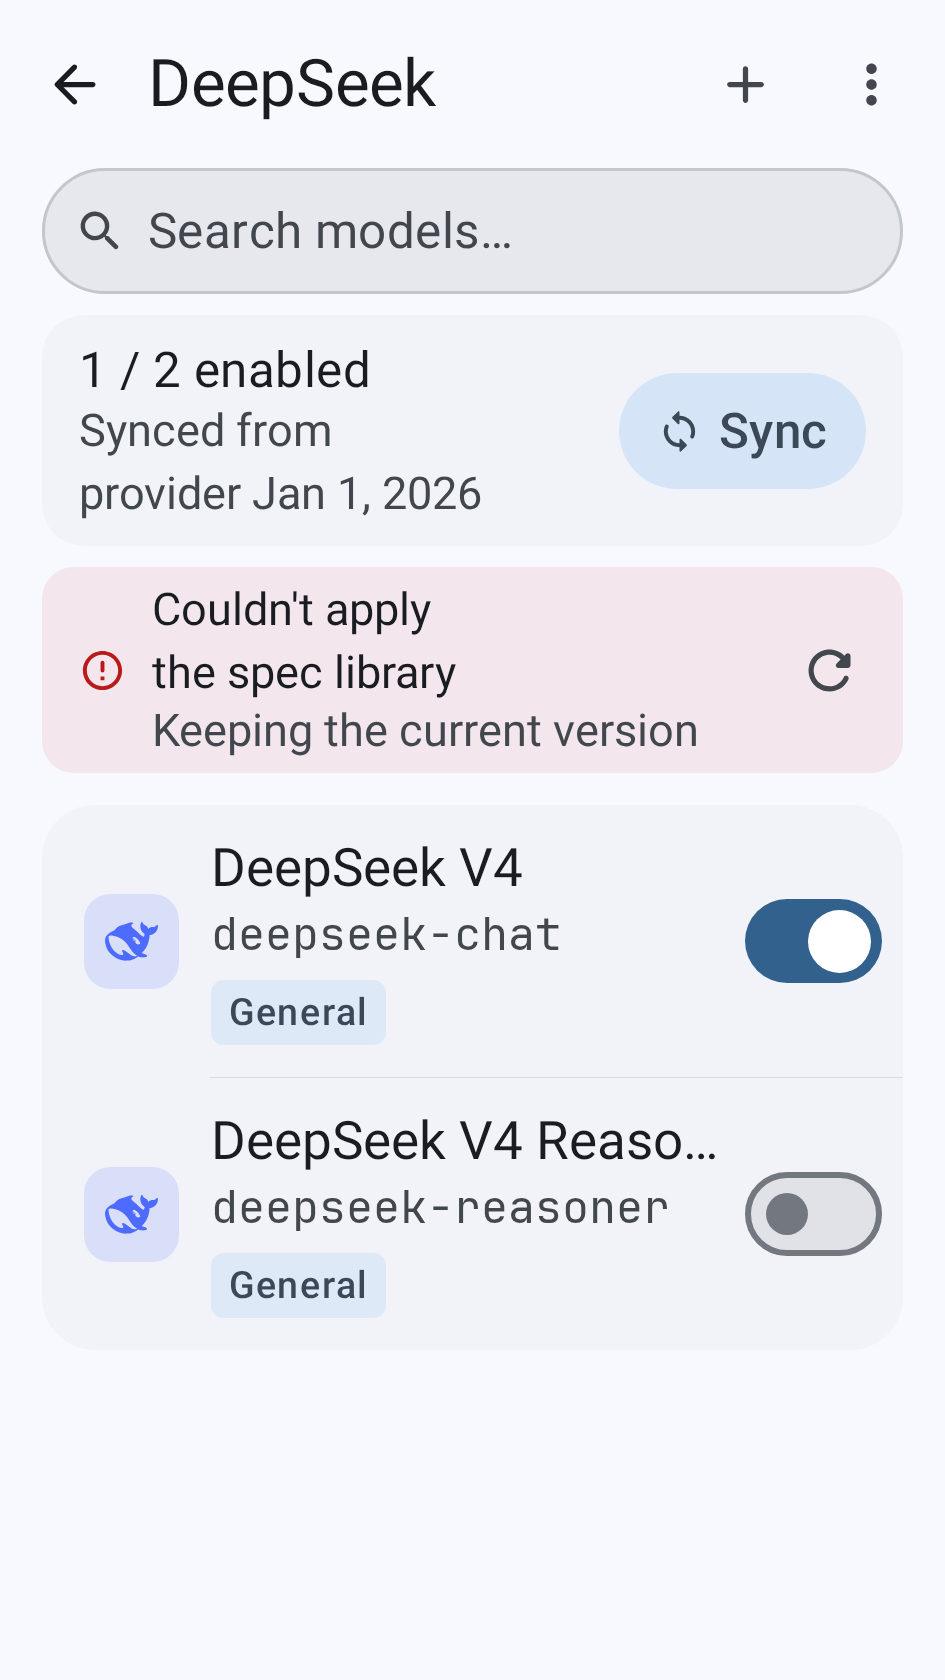 DeepSeek
Search models…
1 / 2 enabled
Synced from
provider Jan 1, 2026
Sync
Couldn't apply
the spec library
Keeping the current version
DeepSeek V4
deepseek-chat
General
DeepSeek V4 Reaso…
deepseek-reasoner
General